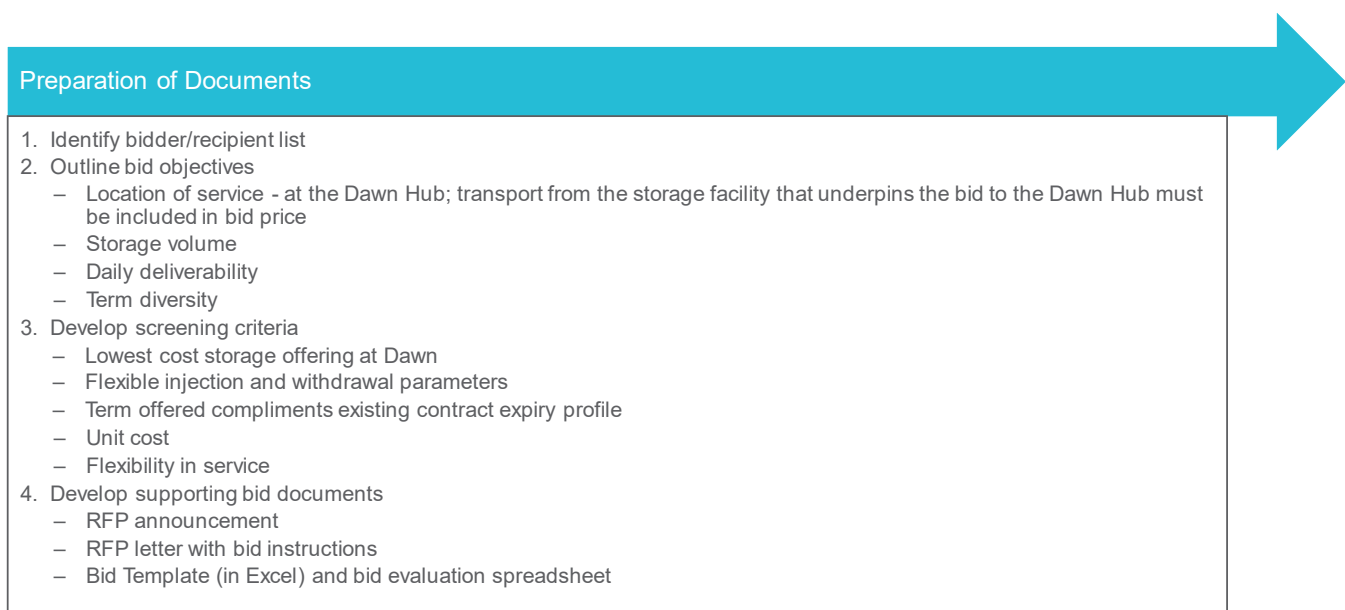 Preparation of Documents
1. Identify bidder/recipient list
2. Outline bid objectives
– Location of service - at the Dawn Hub; transport from the storage facility that underpins the bid to the Dawn Hub must
be included in bid price
– Storage volume
– Daily deliverability
– Term diversity
3. Develop screening criteria
– Lowest cost storage offering at Dawn
– Flexible injection and withdrawal parameters
– Term offered compliments existing contract expiry profile
– Unit cost
– Flexibility in service
4. Develop supporting bid documents
– RFP announcement
– RFP letter with bid instructions
– Bid Template (in Excel) and bid evaluation spreadsheet